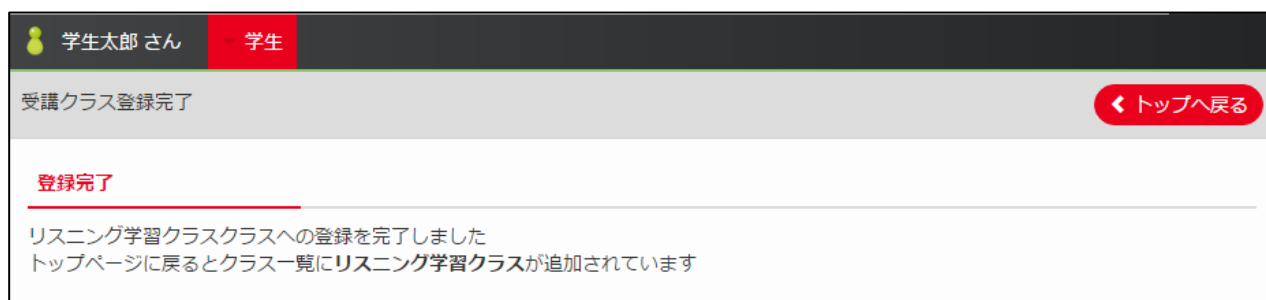 学生太郎 さん 学生
受講クラス登録完了 トップへ戻る
登録完了
リスニング学習クラスクラスへの登録を完了しました
トップページに戻るとクラス一覧にリスニング学習クラスが追加されています